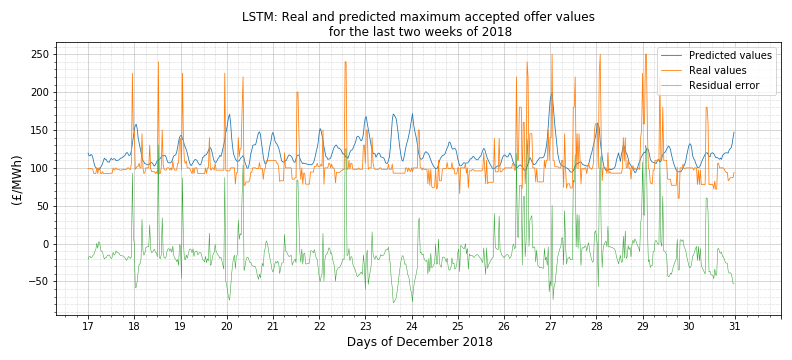 LSTM: Real and predicted maximum accepted offer values
for the last two weeks of 2018
Predicted values
Real values
Residual error
(£/MWh)
250
200
150
100
50
0
−50
17 18 19 20 21 22 23 24 25 26 27 28 29 30 31
Days of December 2018